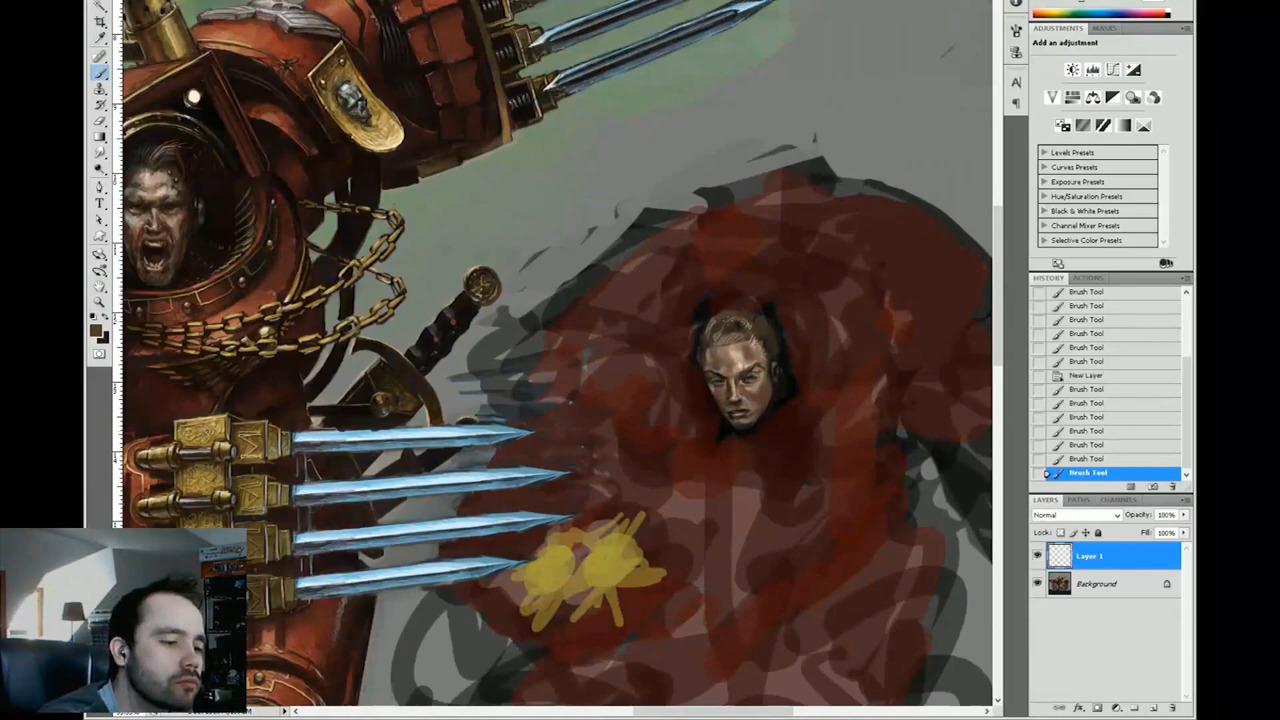 ADJUSTMENTS MASKS
Add an adjustment
Levels Presets
Curves Presets
Exposure Presets
Hue/Saturation Presets
Black & White Presets
Channel Mixer Presets
Selective Color Presets
HISTORY ACTIONS
Brush Tool
Brush Tool
Brush Tool
Brush Tool
Brush Tool
Brush Tool
New Layer
Brush Tool
Brush Tool
Brush Tool
Brush Tool
Brush Tool
Brush Tool
Brush Tool
LAYERS PATHS CHANNELS
Normal Opacity: 100%
Lock: Fill: 100%
Layer 1
Background